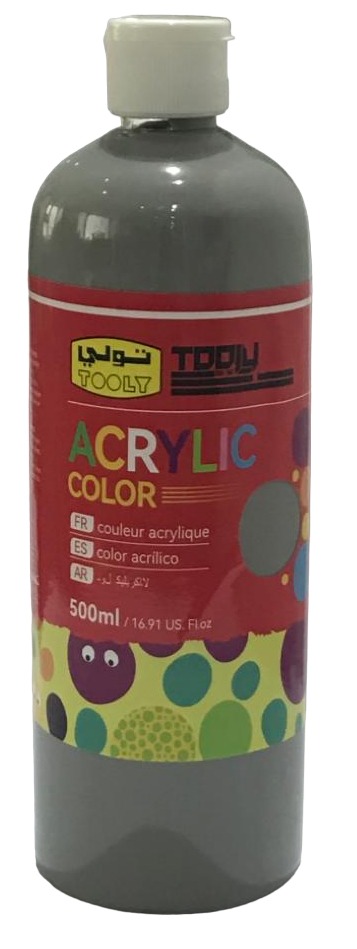 تولي
TOOLY
TOOLY
ACRYLIC
COLOR
FR couleur acrylique
ES color acrílico
AR
500ml / 16.91 US. Fl.oz